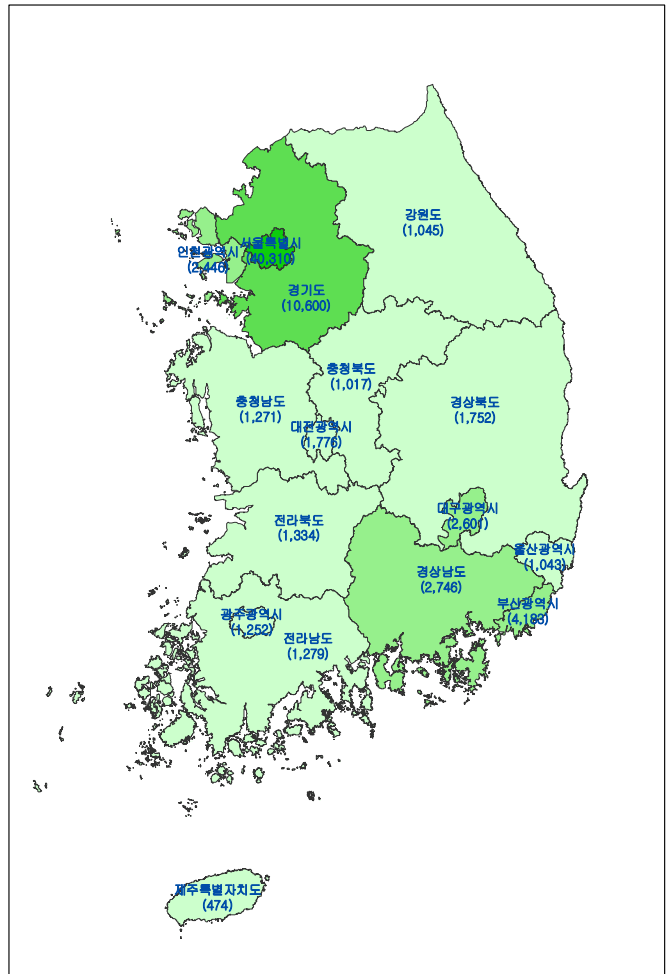 강원도
(1,045)
서울특별시
(40,310)
인천광역시
(2,446)
경기도
(10,600)
충청북도
(1,017)
충청남도
(1,271)
경상북도
(1,752)
대전광역시
(1,776)
대구광역시
(2,601)
전라북도
(1,334)
울산광역시
(1,043)
경상남도
(2,746)
부산광역시
(4,183)
광주광역시
(1,252)
전라남도
(1,279)
제주특별자치도
(474)